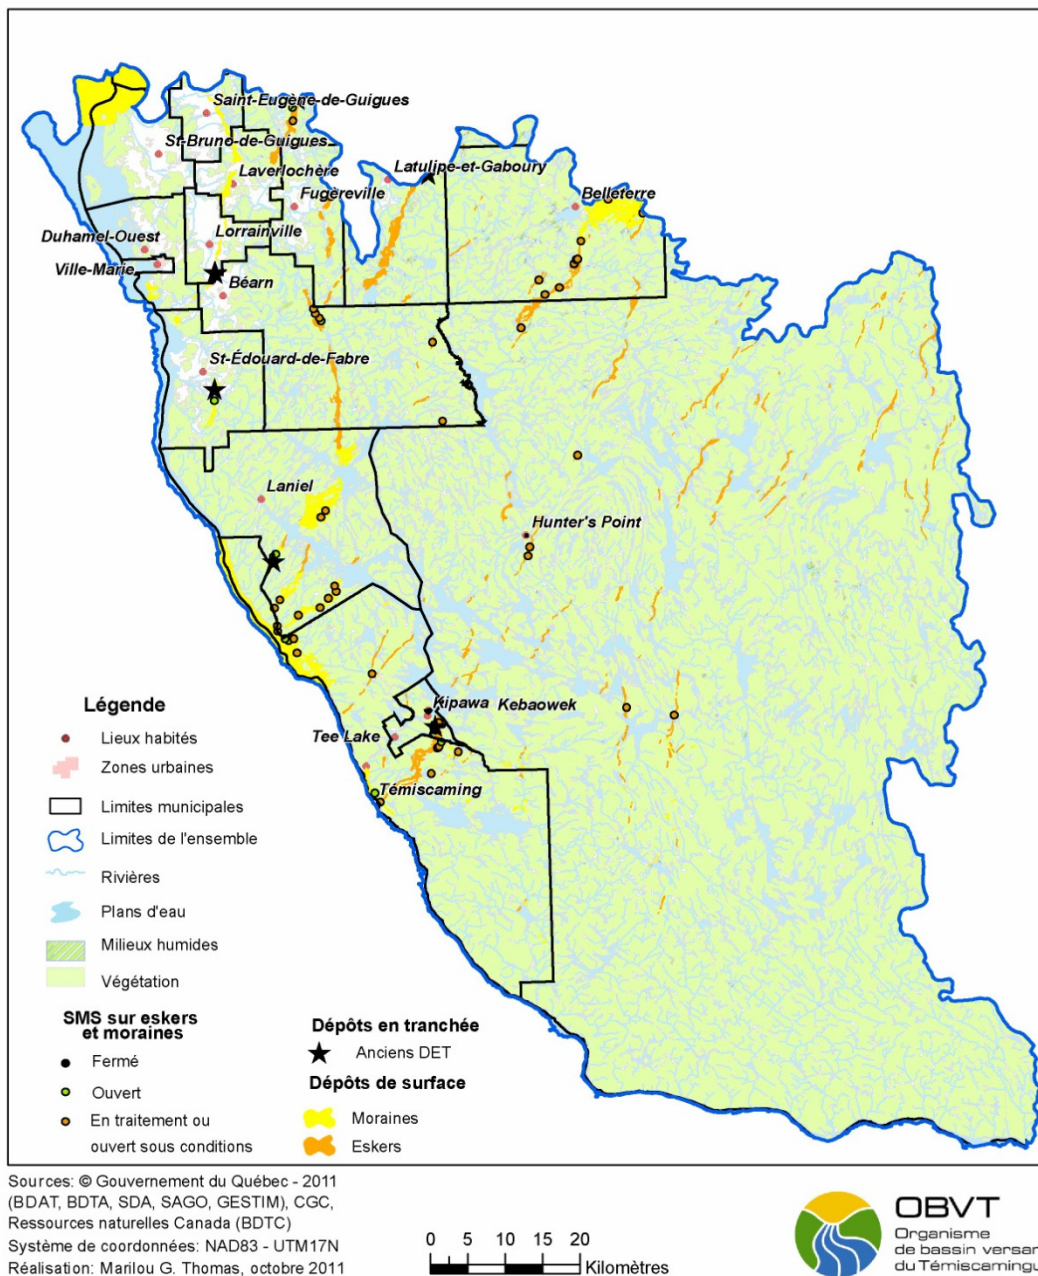 Saint-Eugène-de-Guigues
St-Bruno-de-Guigues
Latulipe-et-Gaboury
Laverlochère
Fugèreville
Belleterre
Duhamel-Ouest
Lorrainville
Ville-Marie
Béarn
St-Édouard-de-Fabre
Laniel
Hunter's Point
Kipawa
Kebaowek
Tee Lake
Témiscaming
Légende
Lieux habités
Zones urbaines
Limites municipales
Limites de l'ensemble
Rivières
Plans d'eau
Milieux humides
Végétation
SMS sur eskers
et moraines
Fermé
Ouvert
En traitement ou
ouvert sous conditions
Dépôts en tranchée
Anciens DET
Dépôts de surface
Moraines
Eskers
Sources: © Gouvernement du Québec - 2011
(BDAT, BDTA, SDA, SAGO, GESTIM), CGC,
Ressources naturelles Canada (BDTC)
Système de coordonnées: NAD83 - UTM17N
Réalisation: Marilou G. Thomas, octobre 2011
0 5 10 15 20
Kilomètres
OBVT
Organisme
de bassin versan
du Témiscamingu